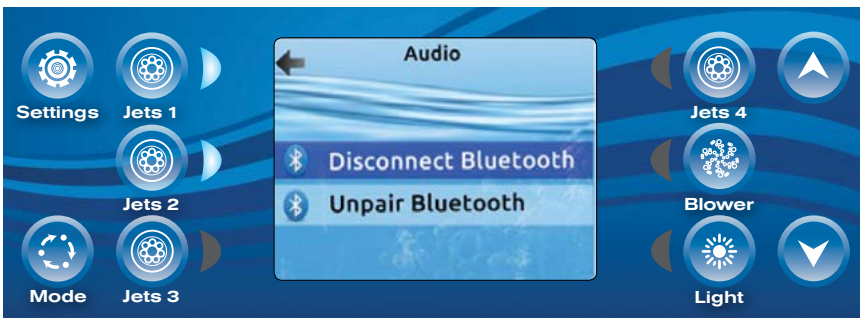 Audio
Settings
Jets 1
Jets 4
Disconnect Bluetooth
Unpair Bluetooth
Jets 2
Blower
Mode
Jets 3
Light